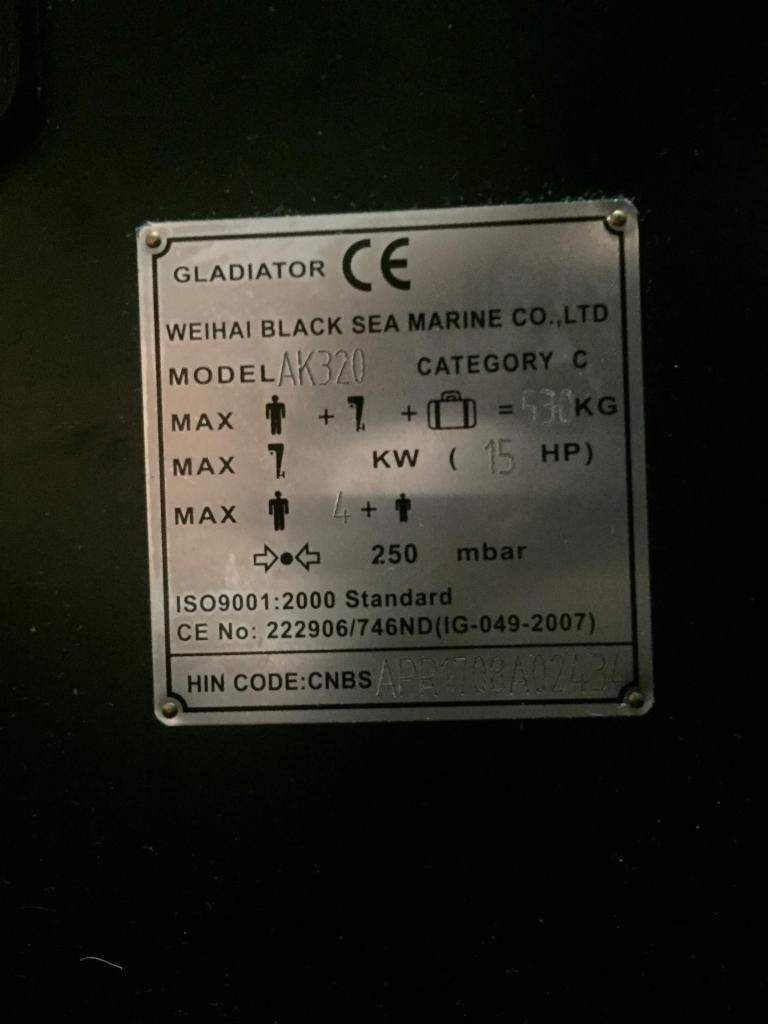 GLADIATOR CE
WEIHAI BLACK SEA MARINE CO.,LTD
MODEL AK320 CATEGORY C
MAX + + = 530 KG
MAX KW ( 15 HP)
MAX 4 +
250 mbar
ISO9001:2000 Standard
CE No: 222906/746ND(IG-049-2007)
HIN CODE:CNBS